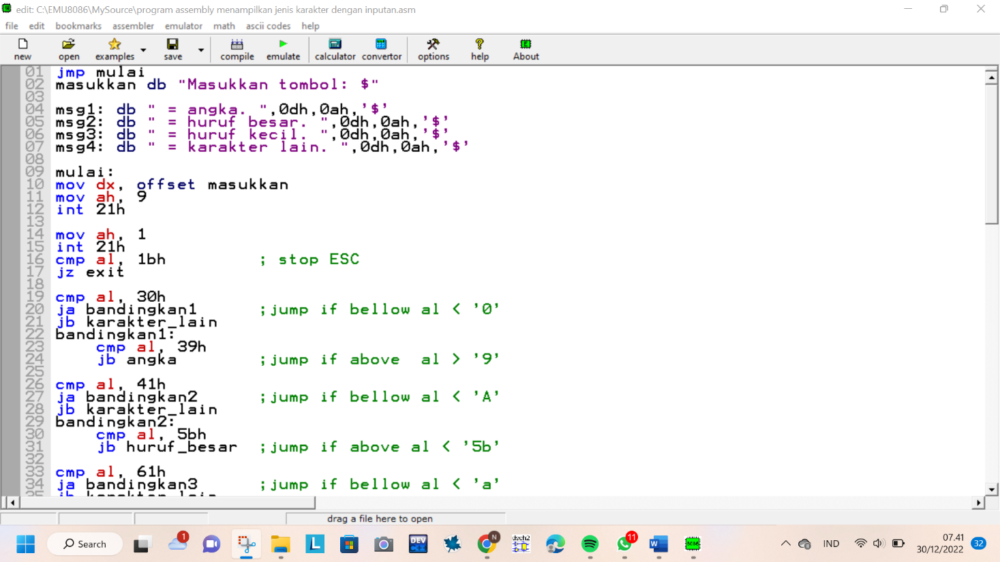 edit: C:\EMU8086\MySource\program assembly menampilkan jenis karakter dengan inputan.asm
file edit bookmarks assembler emulator math ascii codes help
new open examples save compile emulate calculator convertor options help About
01 jmp mulai
02 masukkan db "Masukkan tombol: $"
03
04 msg1: db " = angka. ",0dh,0ah,'$'
05 msg2: db " = huruf besar. ",0dh,0ah,'$'
06 msg3: db " = huruf kecil. ",0dh,0ah,'$'
07 msg4: db " = karakter lain. ",0dh,0ah,'$'
08
09 mulai:
10 mov dx, offset masukkan
11 mov ah, 9
12 int 21h
13
14 mov ah, 1
15 int 21h
16 cmp al, 1bh ; stop ESC
17 jz exit
18
19 cmp al, 30h
20 ja bandingkan1 ;jump if bellow al < '0'
21 jb karakter_lain
22 bandingkan1:
23 cmp al, 39h
24 jb angka ;jump if above  al > '9'
25
26 cmp al, 41h
27 ja bandingkan2 ;jump if bellow al < 'A'
28 jb karakter_lain
29 bandingkan2:
30 cmp al, 5bh
31 jb huruf_besar ;jump if above al < '5b'
32
33 cmp al, 61h
34 ja bandingkan3 ;jump if bellow al < 'a'
35 jb karakter_lain
drag a file here to open
Search 1 L DEV C++ N dsch2 11 W 8086 IND 07.41
30/12/2022 32